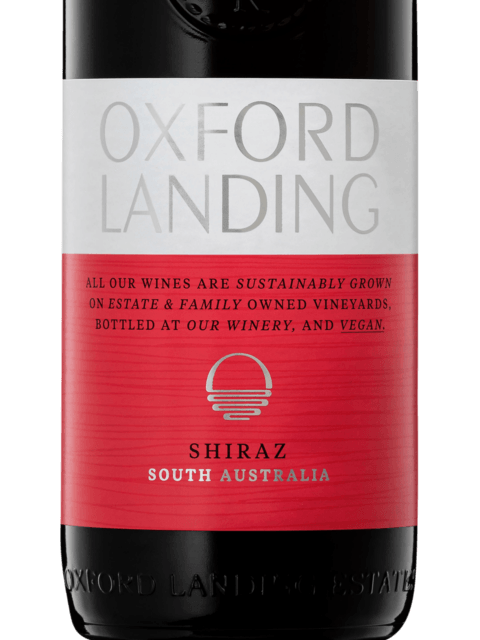 OXFORD
LANDING
ALL OUR WINES ARE SUSTAINABLY GROWN
ON ESTATE & FAMILY OWNED VINEYARDS,
BOTTLED AT OUR WINERY, AND VEGAN.
SHIRAZ
SOUTH AUSTRALIA
OXFORD LANDING ESTATES